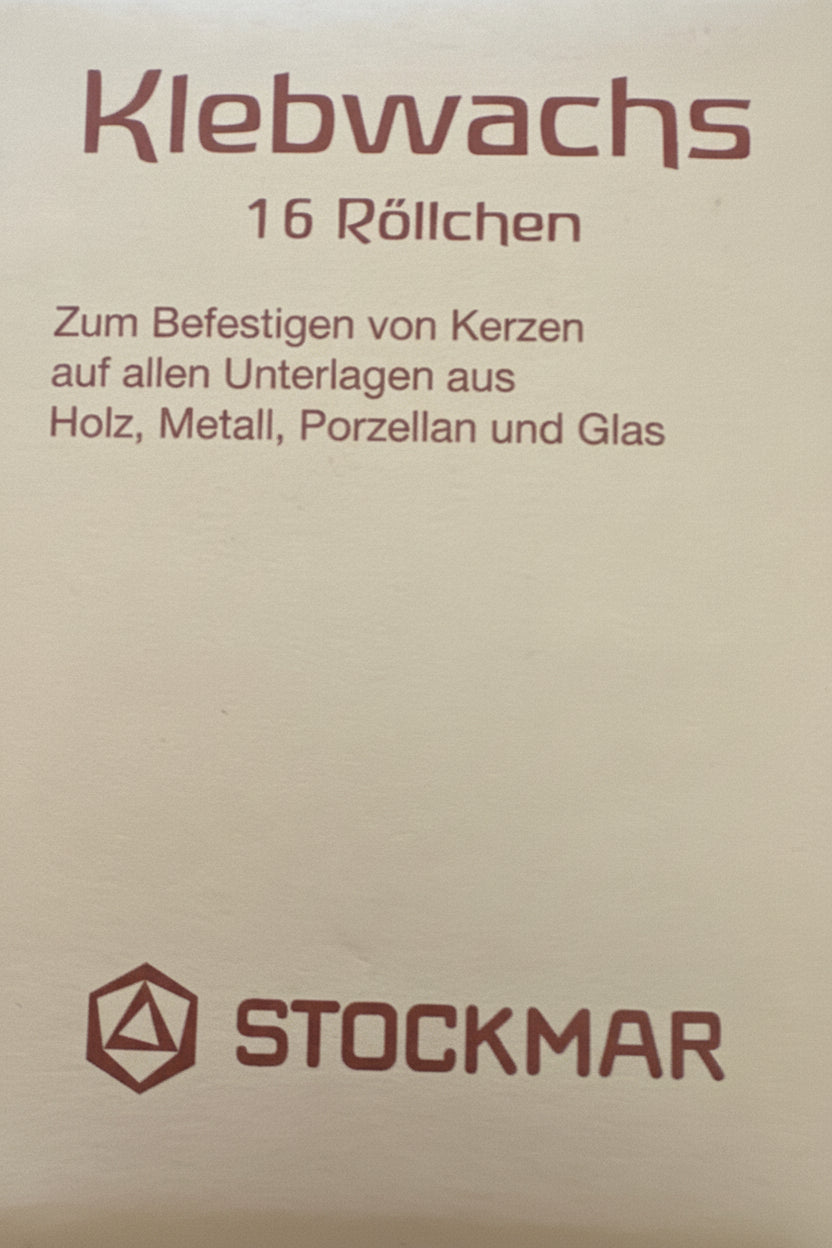 Klebwachs
16 Röllchen
Zum Befestigen von Kerzen
auf allen Unterlagen aus
Holz, Metall, Porzellan und Glas
STOCKMAR